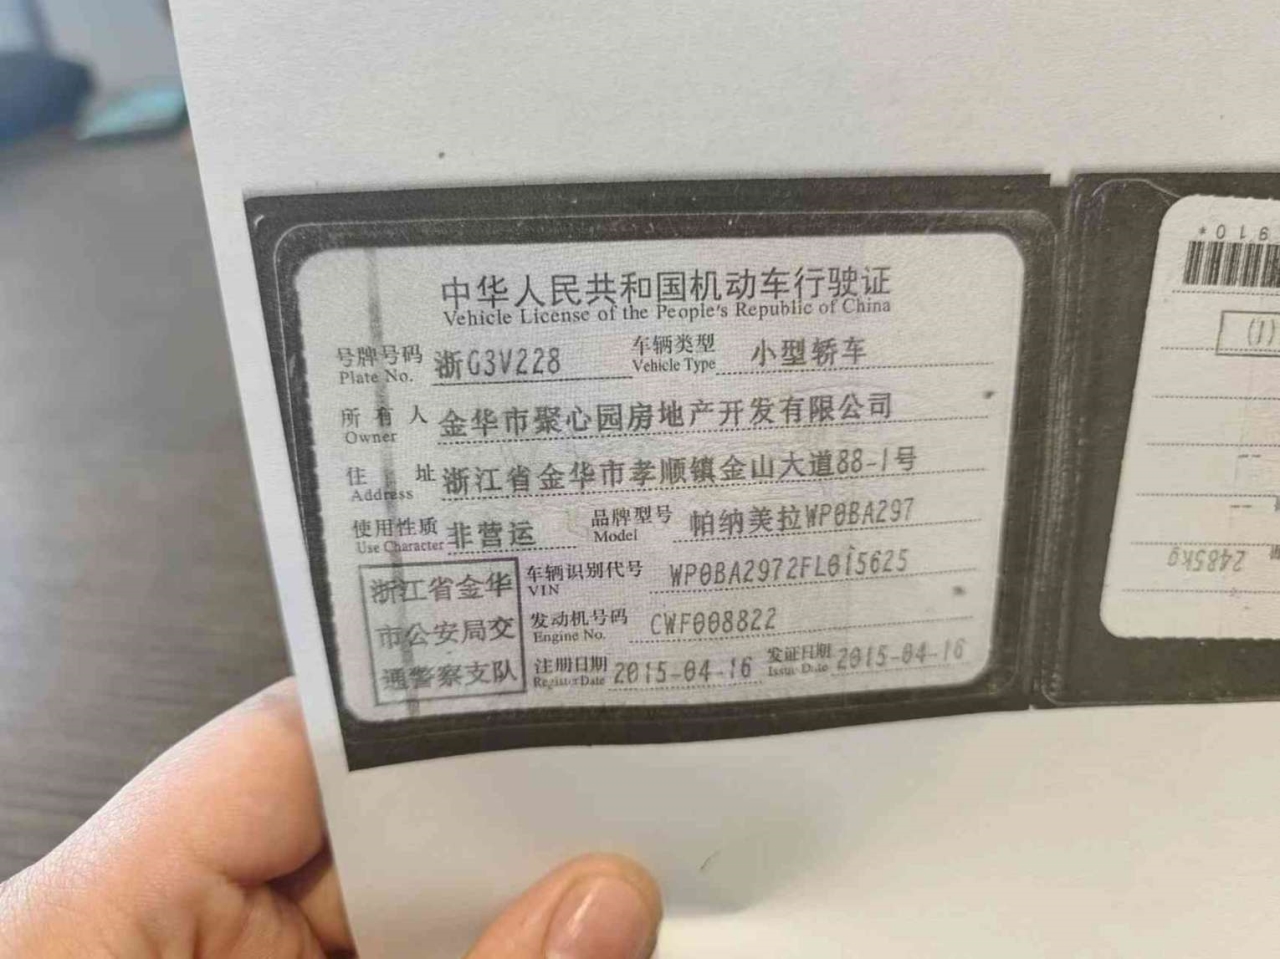 中华人民共和国机动车行驶证
Vehicle License of the People's Republic of China
号牌号码 浙G3V228 车辆类型 小型轿车
Plate No. Vehicle Type
所有人 金华市聚心园房地产开发有限公司
Owner
住址 浙江省金华市孝顺镇金山大道88-1号
Address
使用性质 非营运 品牌型号 帕纳美拉WP0BA297
Use Character Model
浙江省金华
市公安局交
通警察支队
车辆识别代号 WP0BA2972FL015625
VIN
发动机号码 CWF008822
Engine No.
注册日期 2015-04-16 发证日期 2015-04-16
Register Date Issue Date
2485kg